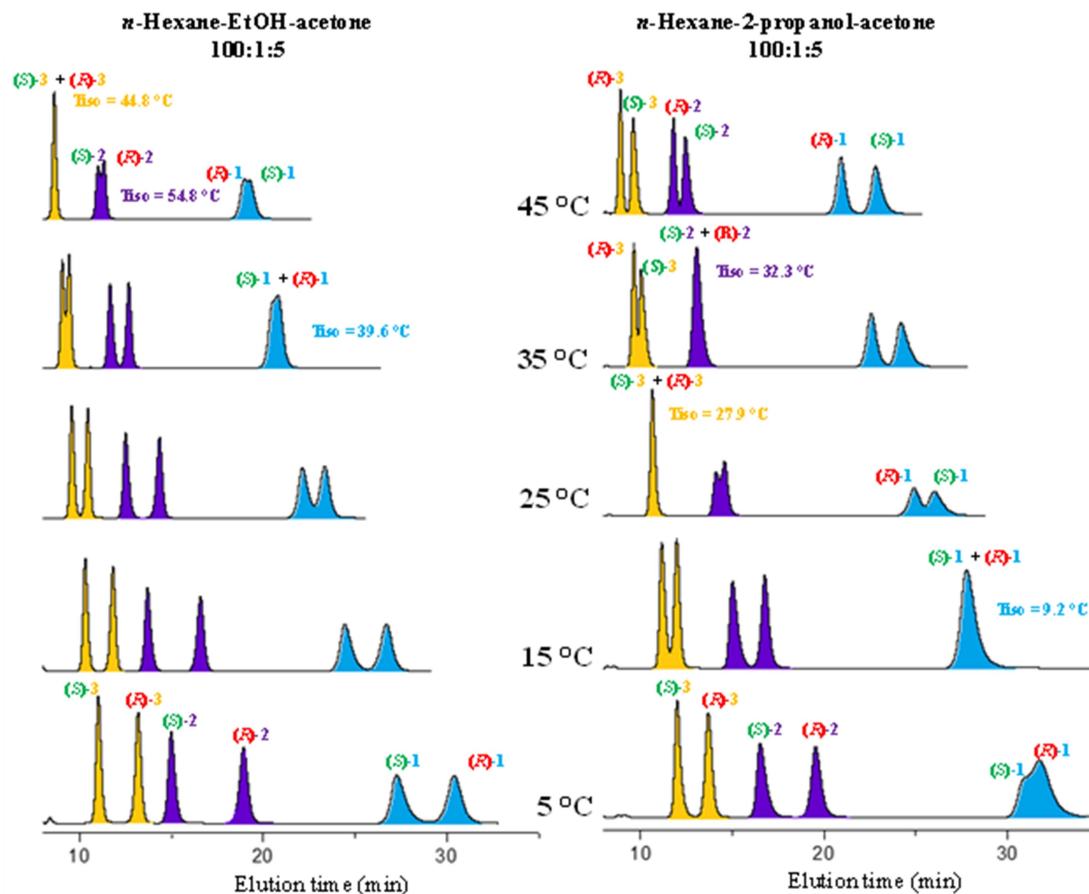 n-Hexane-EtOH-acetone
100:1:5
(S)-3 + (R)-3
Tiso = 44.8 °C
(S)-2 (R)-2
Tiso = 54.8 °C
(R)-1 (S)-1
(S)-1 + (R)-1
Tiso = 39.6 °C
(S)-3
(R)-3
(S)-2
(R)-2
(S)-1
(R)-1
10 20 30
Elution time (min)
45 °C
35 °C
25 °C
15 °C
5 °C
n-Hexane-2-propanol-acetone
100:1:5
(R)-3
(S)-3
(R)-2
(S)-2
(R)-1 (S)-1
(S)-2 + (R)-2
Tiso = 32.3 °C
(R)-3
(S)-3
(S)-3 + (R)-3
Tiso = 27.9 °C
(R)-1 (S)-1
(S)-1 + (R)-1
Tiso = 9.2 °C
(S)-3
(R)-3
(S)-2 (R)-2
(S)-1
(R)-1
10 20 30
Elution time (min)